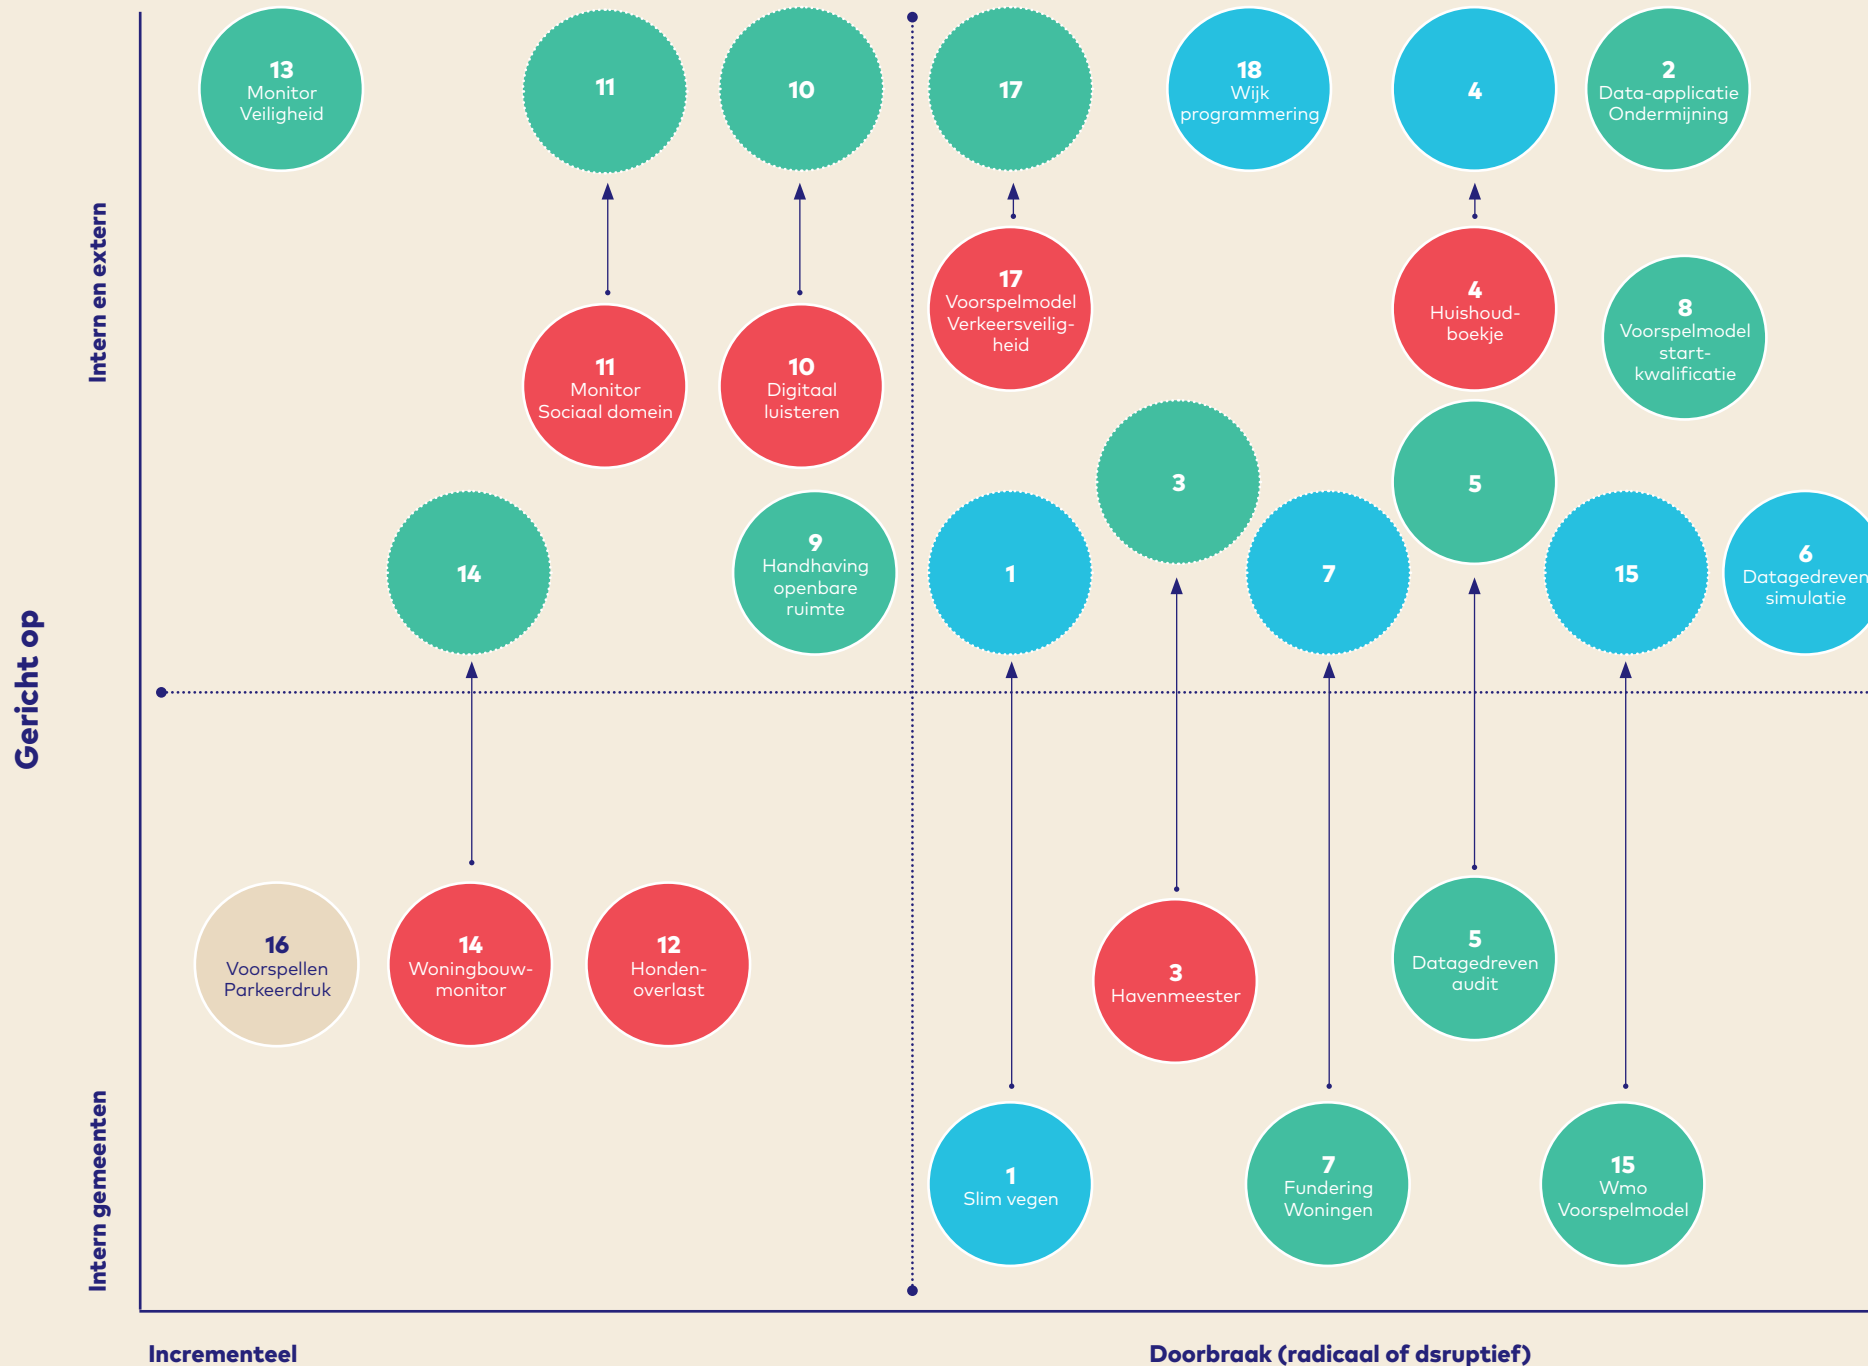 13
Monitor
Veiligheid
11
10
17
18
Wijk
programmering
4
2
Data-applicatie
Ondermijning
Intern en extern
17
Voorspelmodel
Verkeersveilig-
heid
4
Huishoud-
boekje
8
Voorspelmodel
start-
kwalificatie
11
Monitor
Sociaal domein
10
Digitaal
luisteren
3
5
14
9
Handhaving
openbare
ruimte
1
7
15
6
Datagedreven
simulatie
Gericht op
16
Voorspellen
Parkeerdruk
14
Woningbouw-
monitor
12
Honden-
overlast
3
Havenmeester
5
Datagedreven
audit
Intern gemeenten
1
Slim vegen
7
Fundering
Woningen
15
Wmo
Voorspelmodel
Incrementeel
Doorbraak (radicaal of dsruptief)